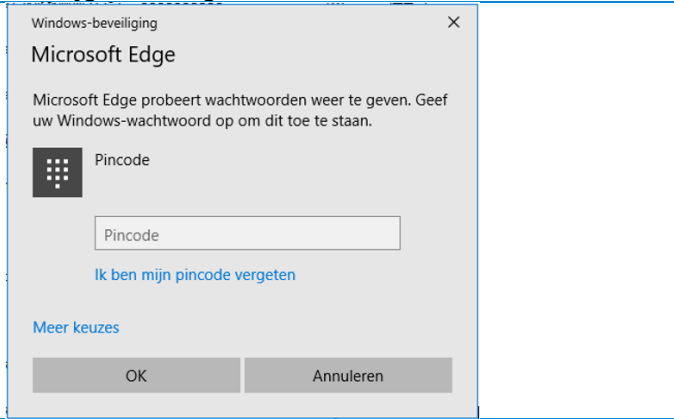 Windows-beveiliging
Microsoft Edge
Microsoft Edge probeert wachtwoorden weer te geven. Geef
uw Windows-wachtwoord op om dit toe te staan.
Pincode
Pincode
Ik ben mijn pincode vergeten
Meer keuzes
OK
Annuleren